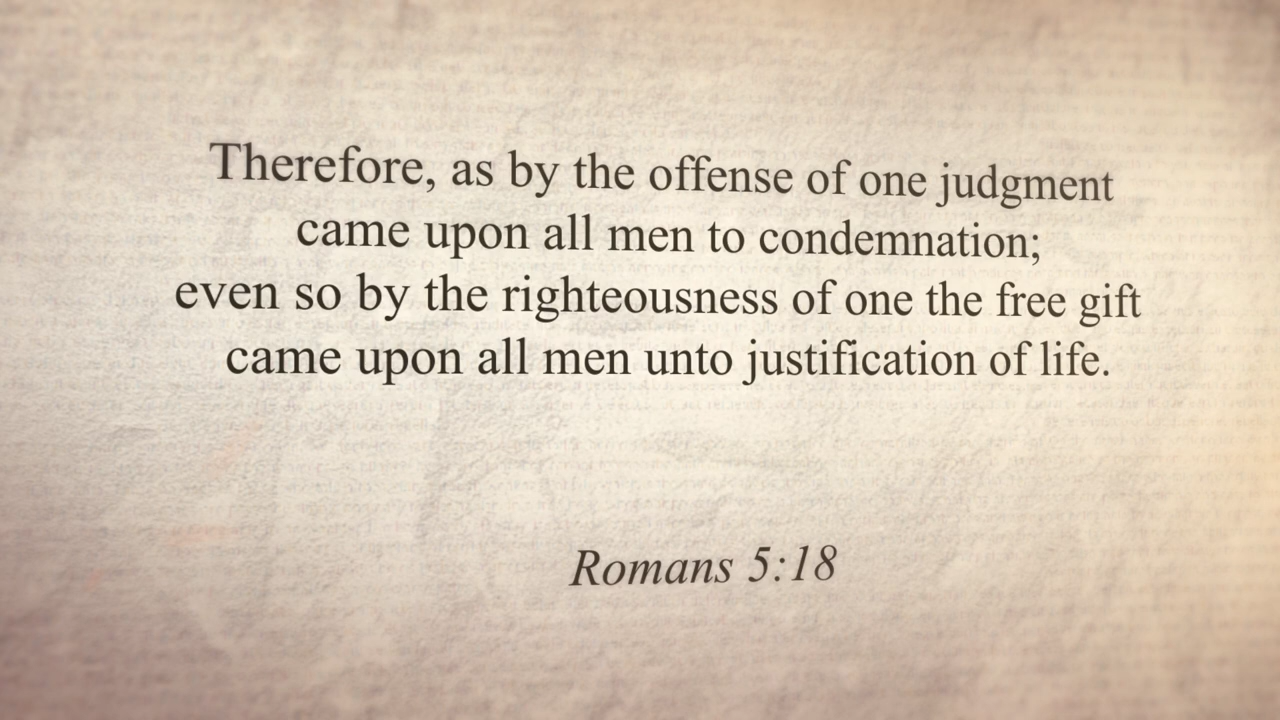 Therefore, as by the offense of one judgment
came upon all men to condemnation;
even so by the righteousness of one the free gift
came upon all men unto justification of life.
Romans 5:18